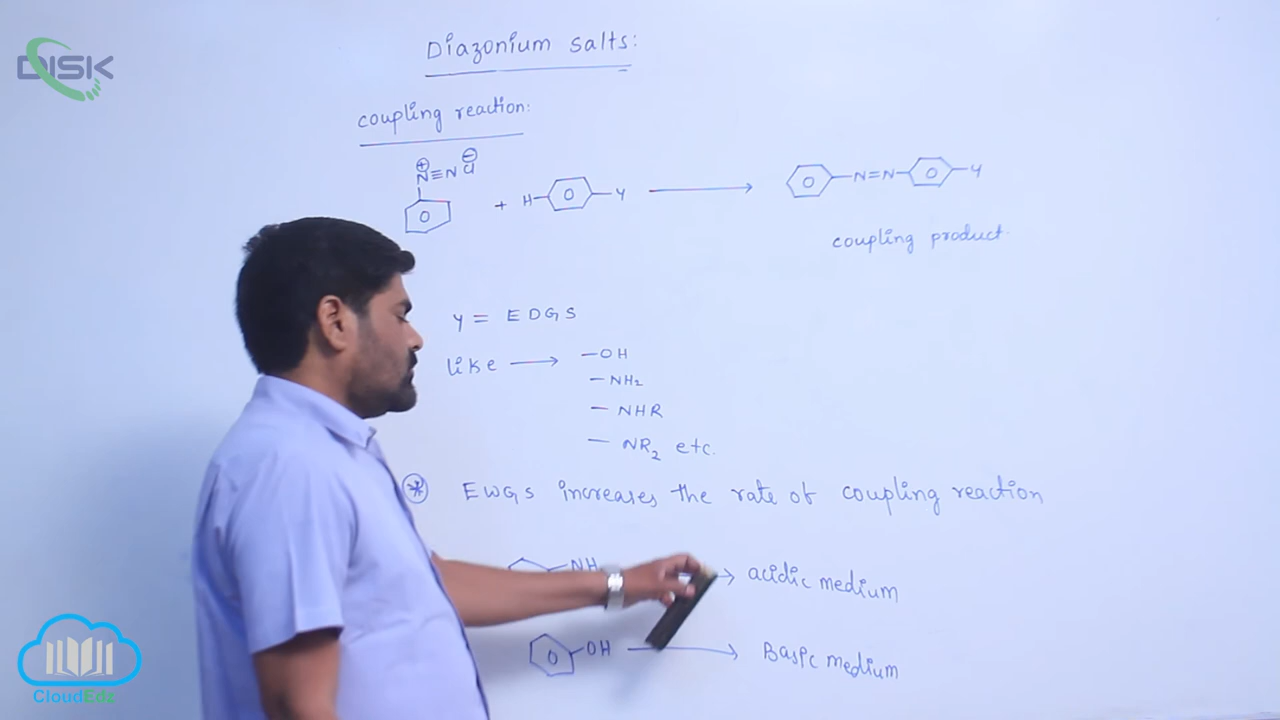 DISK
Diazonium salts:
coupling reaction:
⊕ ⊖
N≡N Cl
+ H Y
N=N Y
coupling product.
Y = EDGS
like → -OH
-NH2
- NHR
- NR2 etc.
* EWGS increases the rate of coupling reaction
NH → acidic medium
OH → Basic medium
CloudEdz